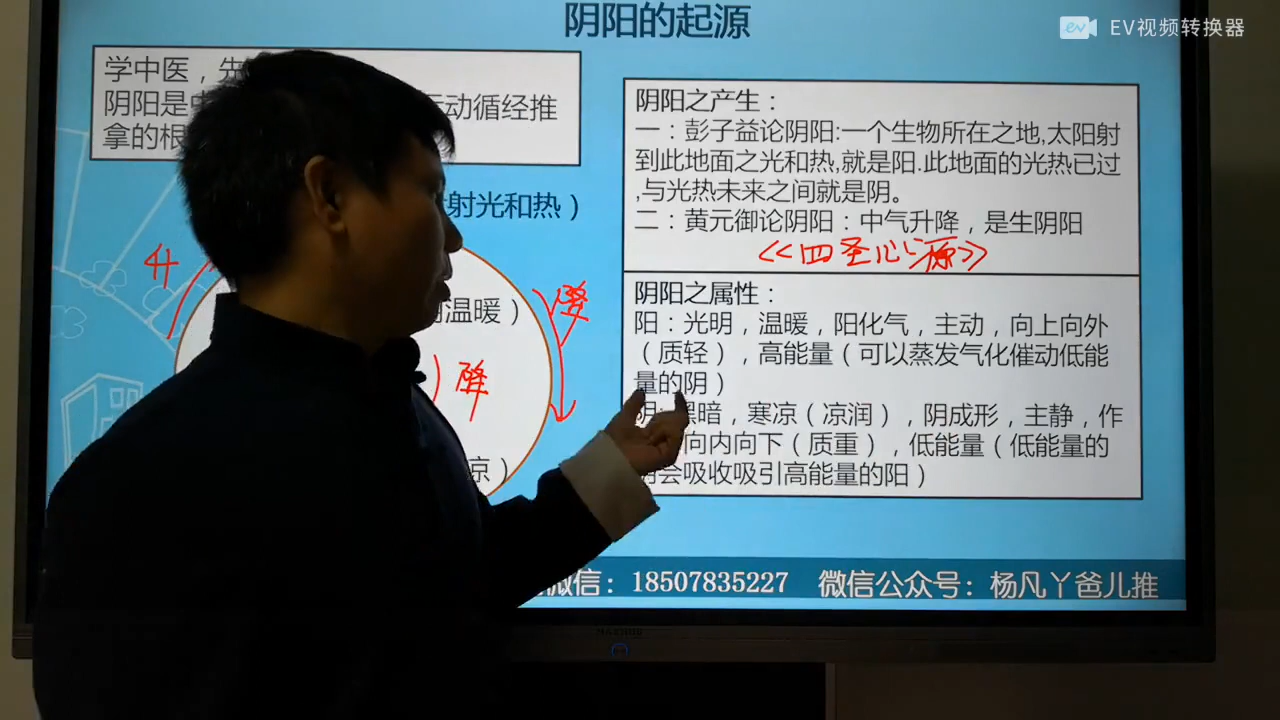 阴阳的起源
EV视频转换器
学中医，先
阴阳是中 运动循经推
拿的根
射光和热）
升
温暖）
降
降
凉）
阴阳之产生：
一：彭子益论阴阳:一个生物所在之地,太阳射
到此地面之光和热,就是阳.此地面的光热已过
,与光热未来之间就是阴。
二：黄元御论阴阳：中气升降，是生阴阳
《四圣心源》
阴阳之属性：
阳：光明，温暖，阳化气，主动，向上向外
（质轻），高能量（可以蒸发气化催动低能
量的阴）
阴:黑暗，寒凉（凉润），阴成形，主静，作
向内向下（质重），低能量（低能量的
会吸收吸引高能量的阳）
微信：18507835227 微信公众号：杨凡丫爸儿推
MAXHUB